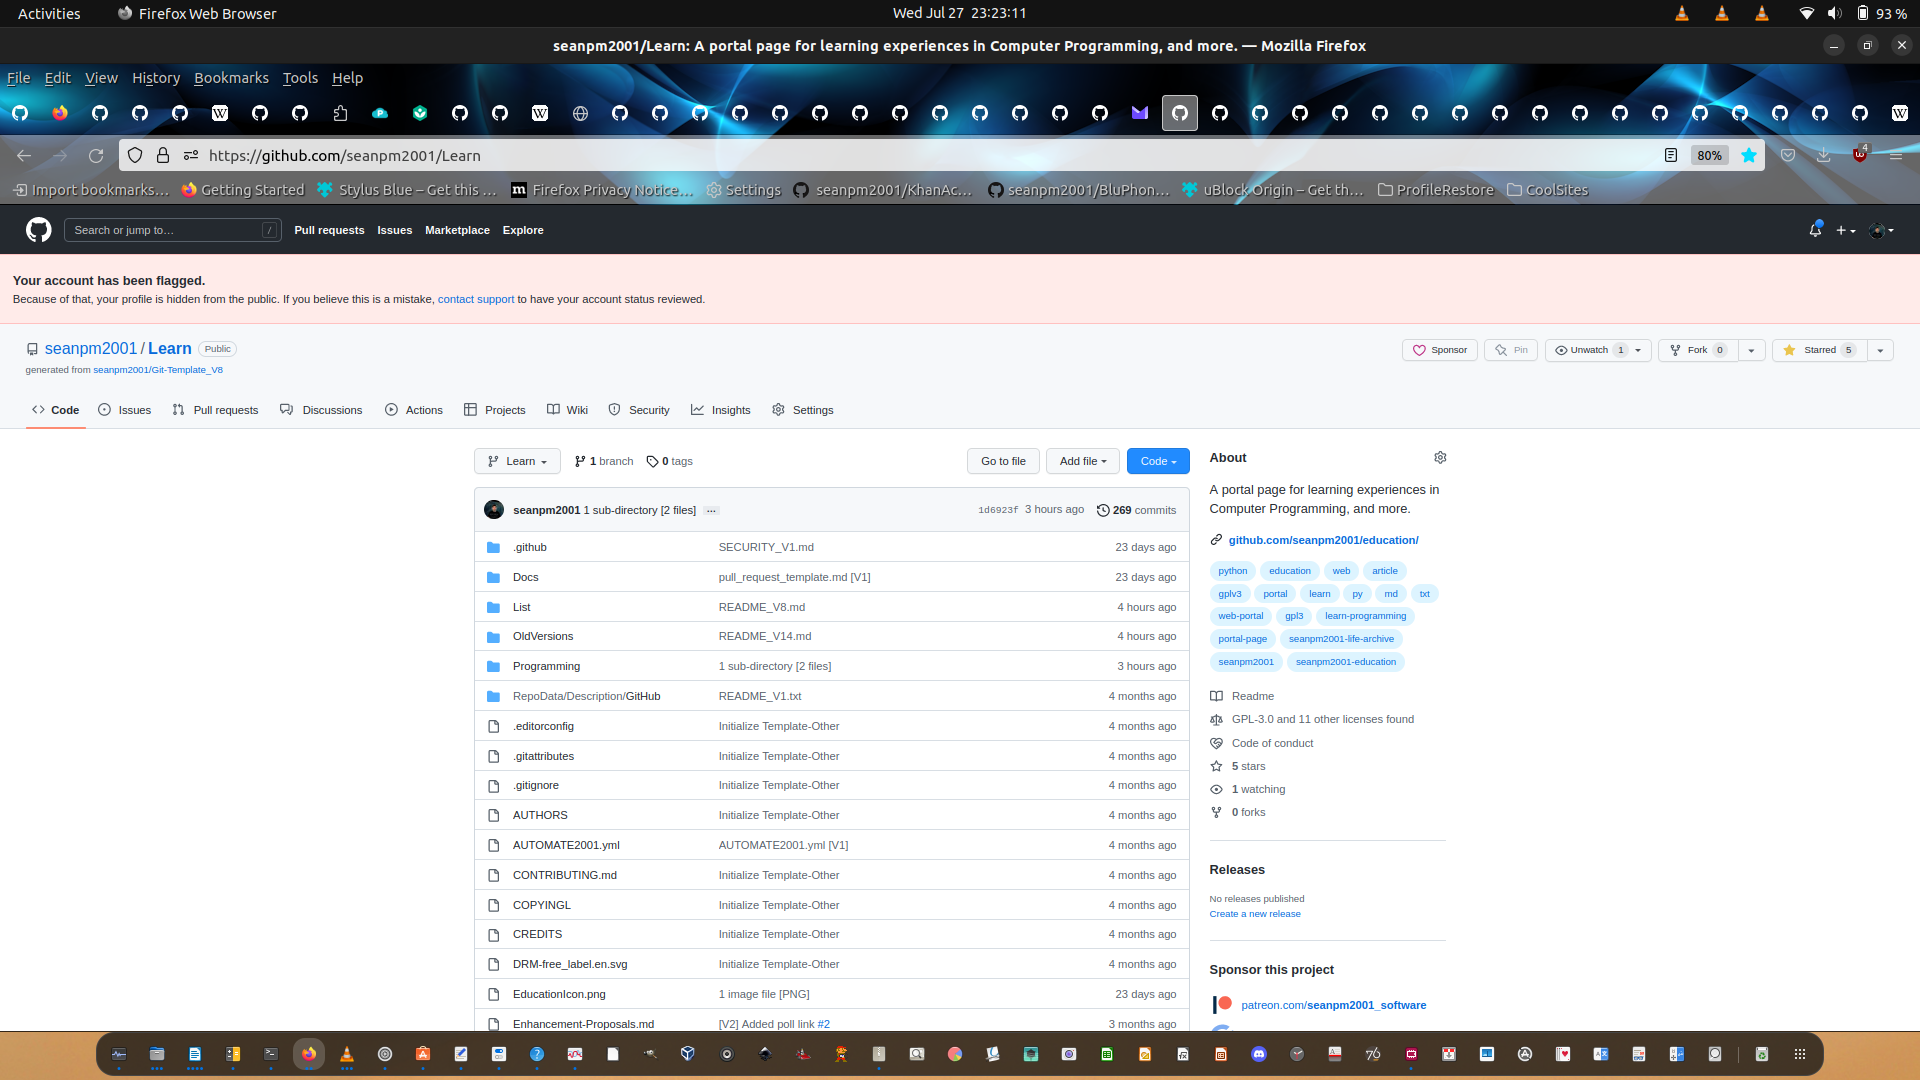 Activities Firefox Web Browser Wed Jul 27 23:23:11 93 %
seanpm2001/Learn: A portal page for learning experiences in Computer Programming, and more. — Mozilla Firefox
File Edit View History Bookmarks Tools Help
https://github.com/seanpm2001/Learn 80% 4
Import bookmarks… Getting Started Stylus Blue – Get this … Firefox Privacy Notice… Settings seanpm2001/KhanAc… seanpm2001/BluPhon… uBlock Origin – Get th… ProfileRestore CoolSites
Search or jump to… / Pull requests Issues Marketplace Explore
Your account has been flagged.
Because of that, your profile is hidden from the public. If you believe this is a mistake, contact support to have your account status reviewed.
seanpm2001 / Learn Public Sponsor Pin Unwatch 1 Fork 0 Starred 5
generated from seanpm2001/Git-Template_V8
Code Issues Pull requests Discussions Actions Projects Wiki Security Insights Settings
Learn 1 branch 0 tags Go to file Add file Code
seanpm2001 1 sub-directory [2 files] … 1d6923f 3 hours ago 269 commits
.github SECURITY_V1.md 23 days ago
Docs pull_request_template.md [V1] 23 days ago
List README_V8.md 4 hours ago
OldVersions README_V14.md 4 hours ago
Programming 1 sub-directory [2 files] 3 hours ago
RepoData/Description/GitHub README_V1.txt 4 months ago
.editorconfig Initialize Template-Other 4 months ago
.gitattributes Initialize Template-Other 4 months ago
.gitignore Initialize Template-Other 4 months ago
AUTHORS Initialize Template-Other 4 months ago
AUTOMATE2001.yml AUTOMATE2001.yml [V1] 4 months ago
CONTRIBUTING.md Initialize Template-Other 4 months ago
COPYINGL Initialize Template-Other 4 months ago
CREDITS Initialize Template-Other 4 months ago
DRM-free_label.en.svg Initialize Template-Other 4 months ago
EducationIcon.png 1 image file [PNG] 23 days ago
Enhancement-Proposals.md [V2] Added poll link #2 3 months ago
About
A portal page for learning experiences in
Computer Programming, and more.
github.com/seanpm2001/education/
python education web article
gplv3 portal learn py md txt
web-portal gpl3 learn-programming
portal-page seanpm2001-life-archive
seanpm2001 seanpm2001-education
Readme
GPL-3.0 and 11 other licenses found
Code of conduct
5 stars
1 watching
0 forks
Releases
No releases published
Create a new release
Sponsor this project
patreon.com/seanpm2001_software